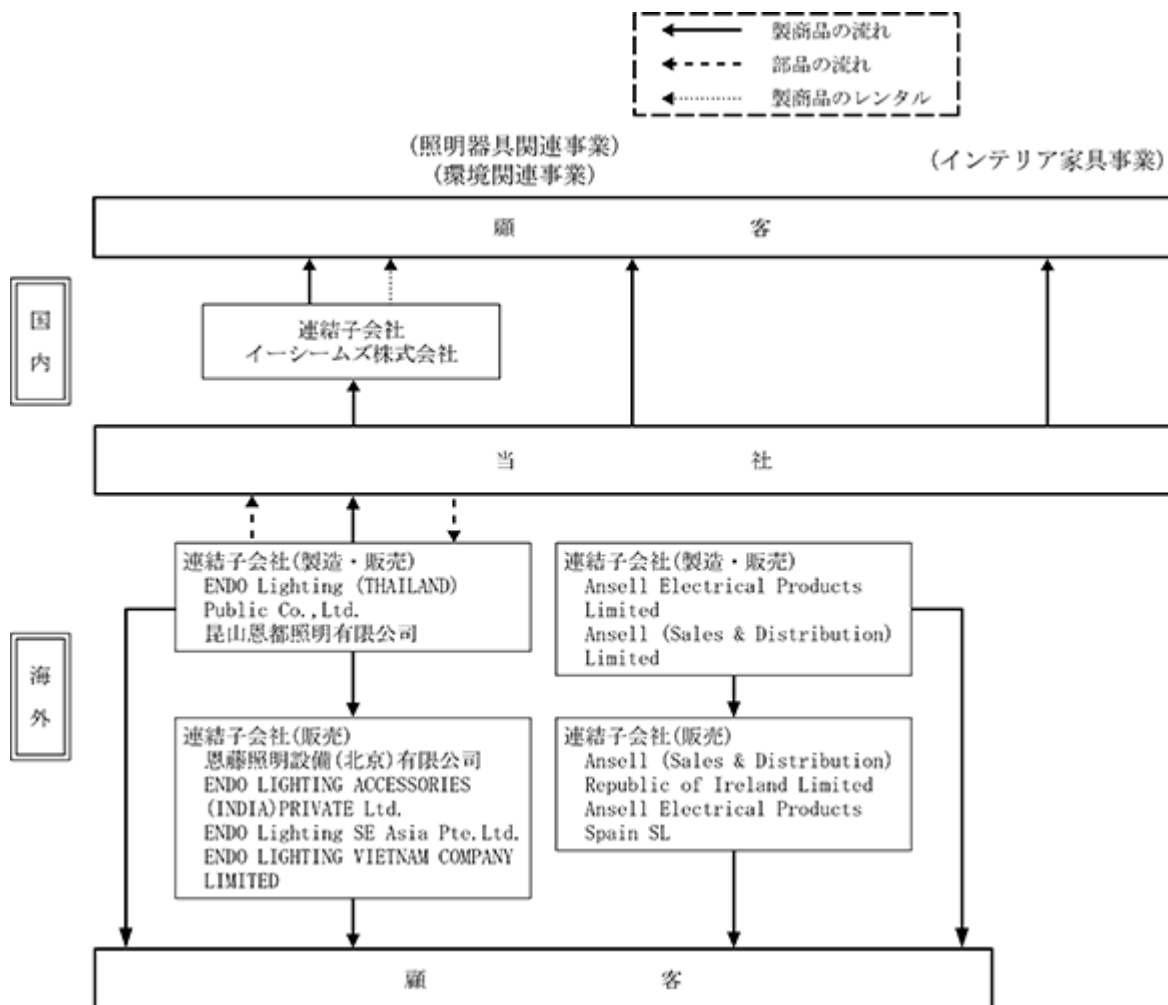 製商品の流れ
部品の流れ
製商品のレンタル
(照明器具関連事業)
(環境関連事業)
(インテリア家具事業)
顧　客
国内
連結子会社
イーシームズ株式会社
当　社
連結子会社(製造・販売)
ENDO Lighting (THAILAND)
Public Co.,Ltd.
昆山恩都照明有限公司
連結子会社(製造・販売)
Ansell Electrical Products
Limited
Ansell (Sales & Distribution)
Limited
海外
連結子会社(販売)
恩藤照明設備(北京)有限公司
ENDO LIGHTING ACCESSORIES
(INDIA)PRIVATE Ltd.
ENDO Lighting SE Asia Pte.Ltd.
ENDO LIGHTING VIETNAM COMPANY
LIMITED
連結子会社(販売)
Ansell (Sales & Distribution)
Republic of Ireland Limited
Ansell Electrical Products
Spain SL
顧　客